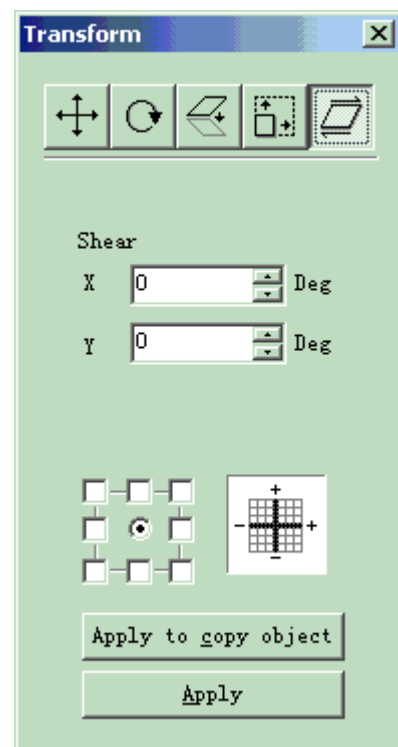 Transform
Shear
X 0 Deg
Y 0 Deg
+
- +
-
Apply to copy object
Apply